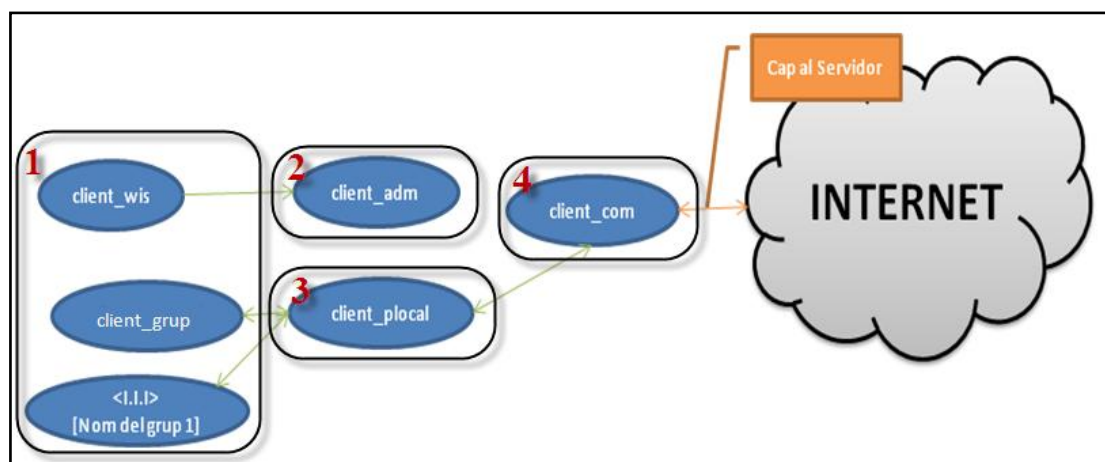 1
client_wis
client_grup
<I.I.I>
[Nom del grup 1]
2
client_adm
3
client_plocal
4
client_com
Cap al Servidor
INTERNET